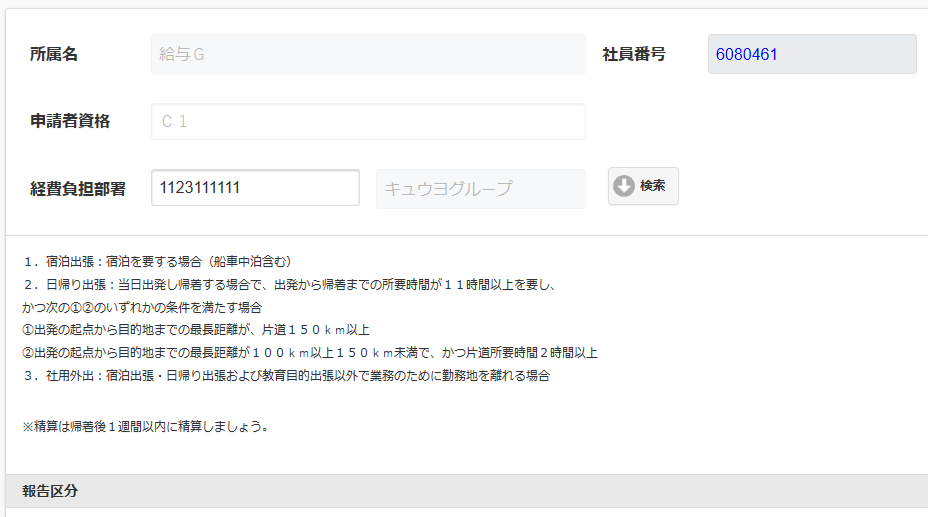 所属名 給与Ｇ 社員番号 6080461
申請者資格 Ｃ１
経費負担部署 1123111111 キュウヨグループ 検索
１．宿泊出張：宿泊を要する場合（船車中泊含む）
２．日帰り出張：当日出発し帰着する場合で、出発から帰着までの所要時間が１１時間以上を要し、
かつ次の①②のいずれかの条件を満たす場合
①出発の起点から目的地までの最長距離が、片道１５０ｋｍ以上
②出発の起点から目的地までの最長距離が１００ｋｍ以上１５０ｋｍ未満で、かつ片道所要時間２時間以上
３．社用外出：宿泊出張・日帰り出張および教育目的出張以外で業務のために勤務地を離れる場合
※精算は帰着後１週間以内に精算しましょう。
報告区分